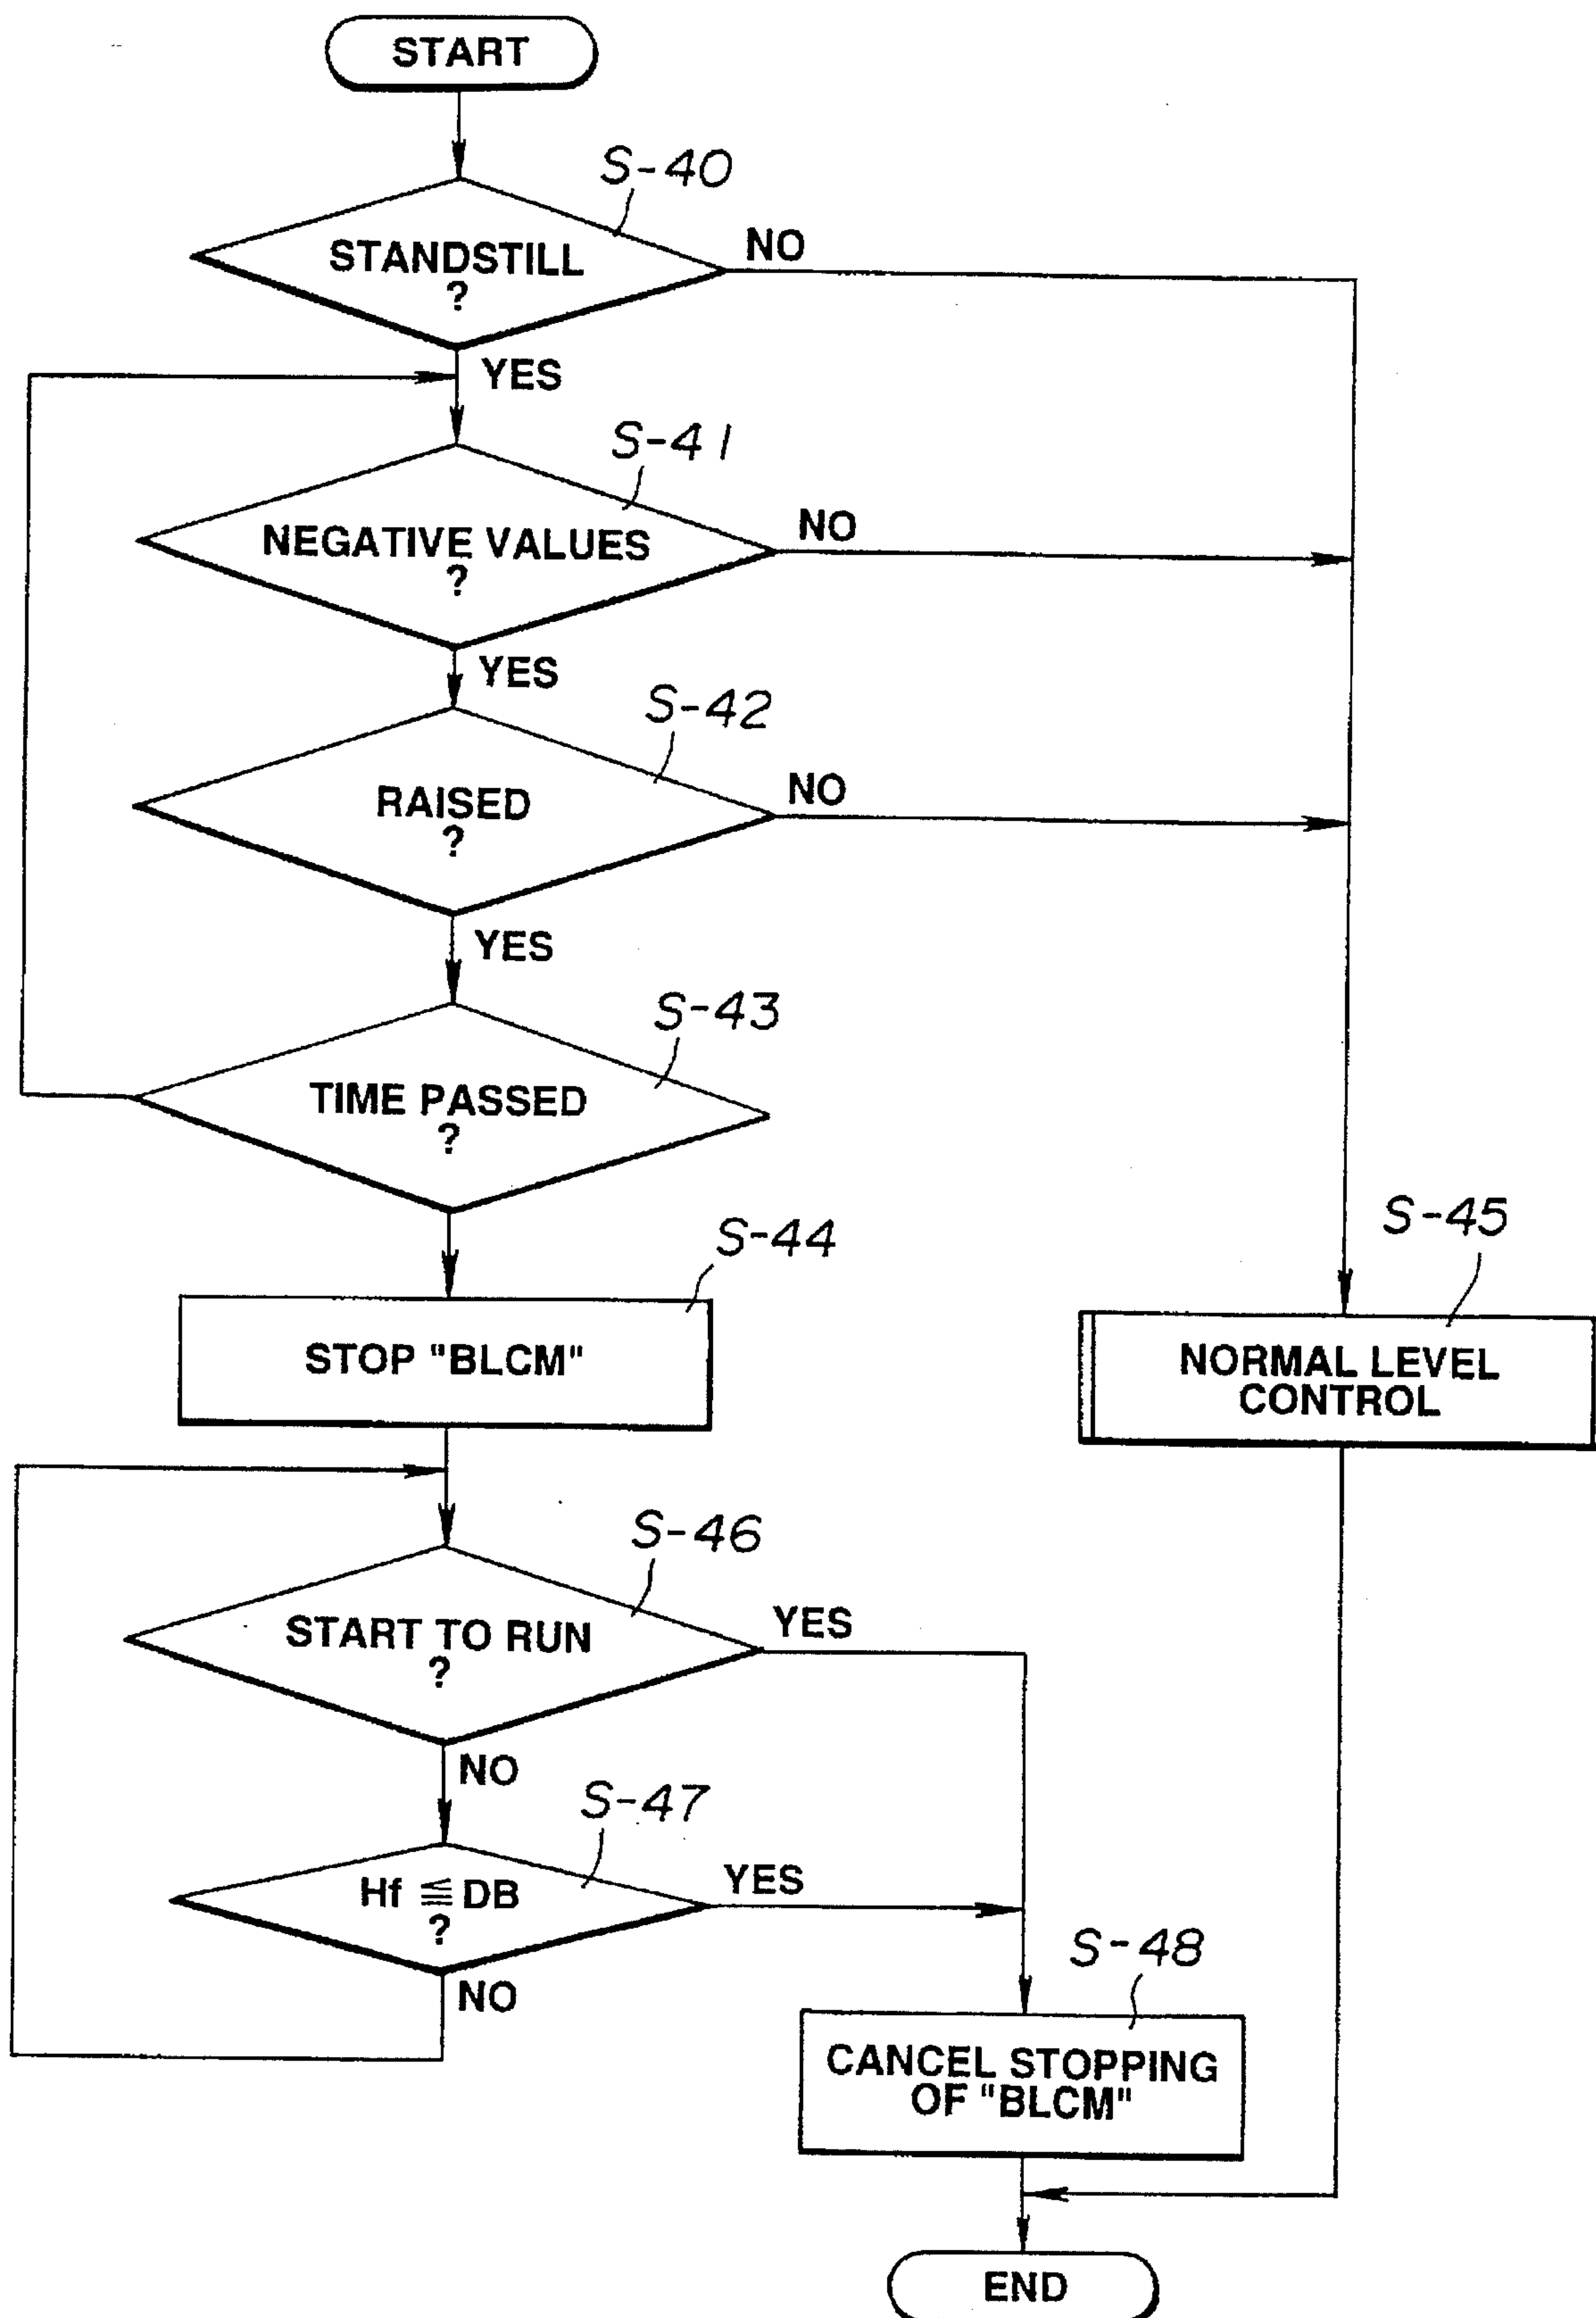 START
S-40
STANDSTILL
?
NO
YES
S-41
NEGATIVE VALUES
?
NO
YES
S-42
RAISED
?
NO
YES
S-43
TIME PASSED
?
S-44
STOP "BLCM"
S-45
NORMAL LEVEL
CONTROL
S-46
START TO RUN
?
YES
NO
S-47
Hf ≦ DB
?
YES
NO
S-48
CANCEL STOPPING
OF "BLCM"
END